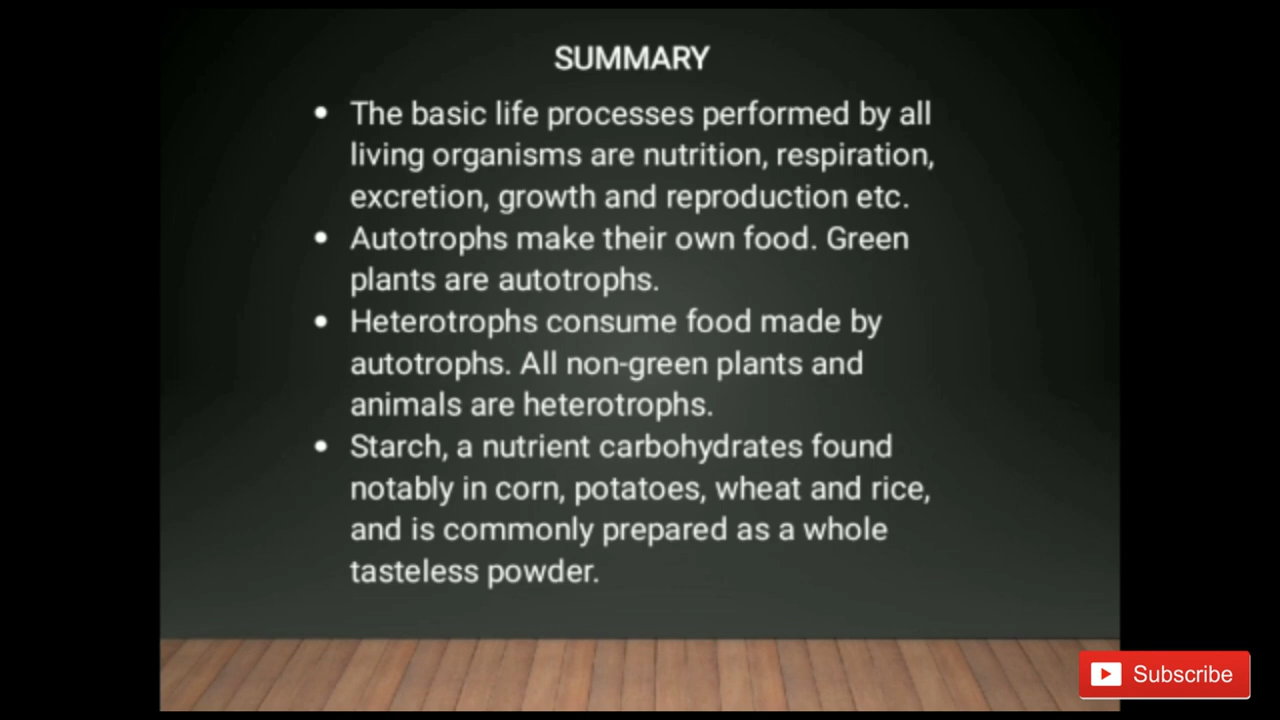 SUMMARY
• The basic life processes performed by all
living organisms are nutrition, respiration,
excretion, growth and reproduction etc.
• Autotrophs make their own food. Green
plants are autotrophs.
• Heterotrophs consume food made by
autotrophs. All non-green plants and
animals are heterotrophs.
• Starch, a nutrient carbohydrates found
notably in corn, potatoes, wheat and rice,
and is commonly prepared as a whole
tasteless powder.
Subscribe